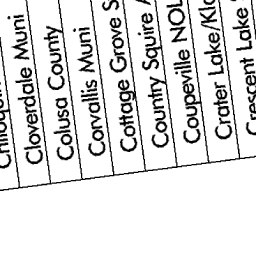 Cloverdale Muni
Colusa County
Corvallis Muni
Cottage Grove S
Country Squire
Coupeville NOL
Crater Lake/Kla
Crescent Lake